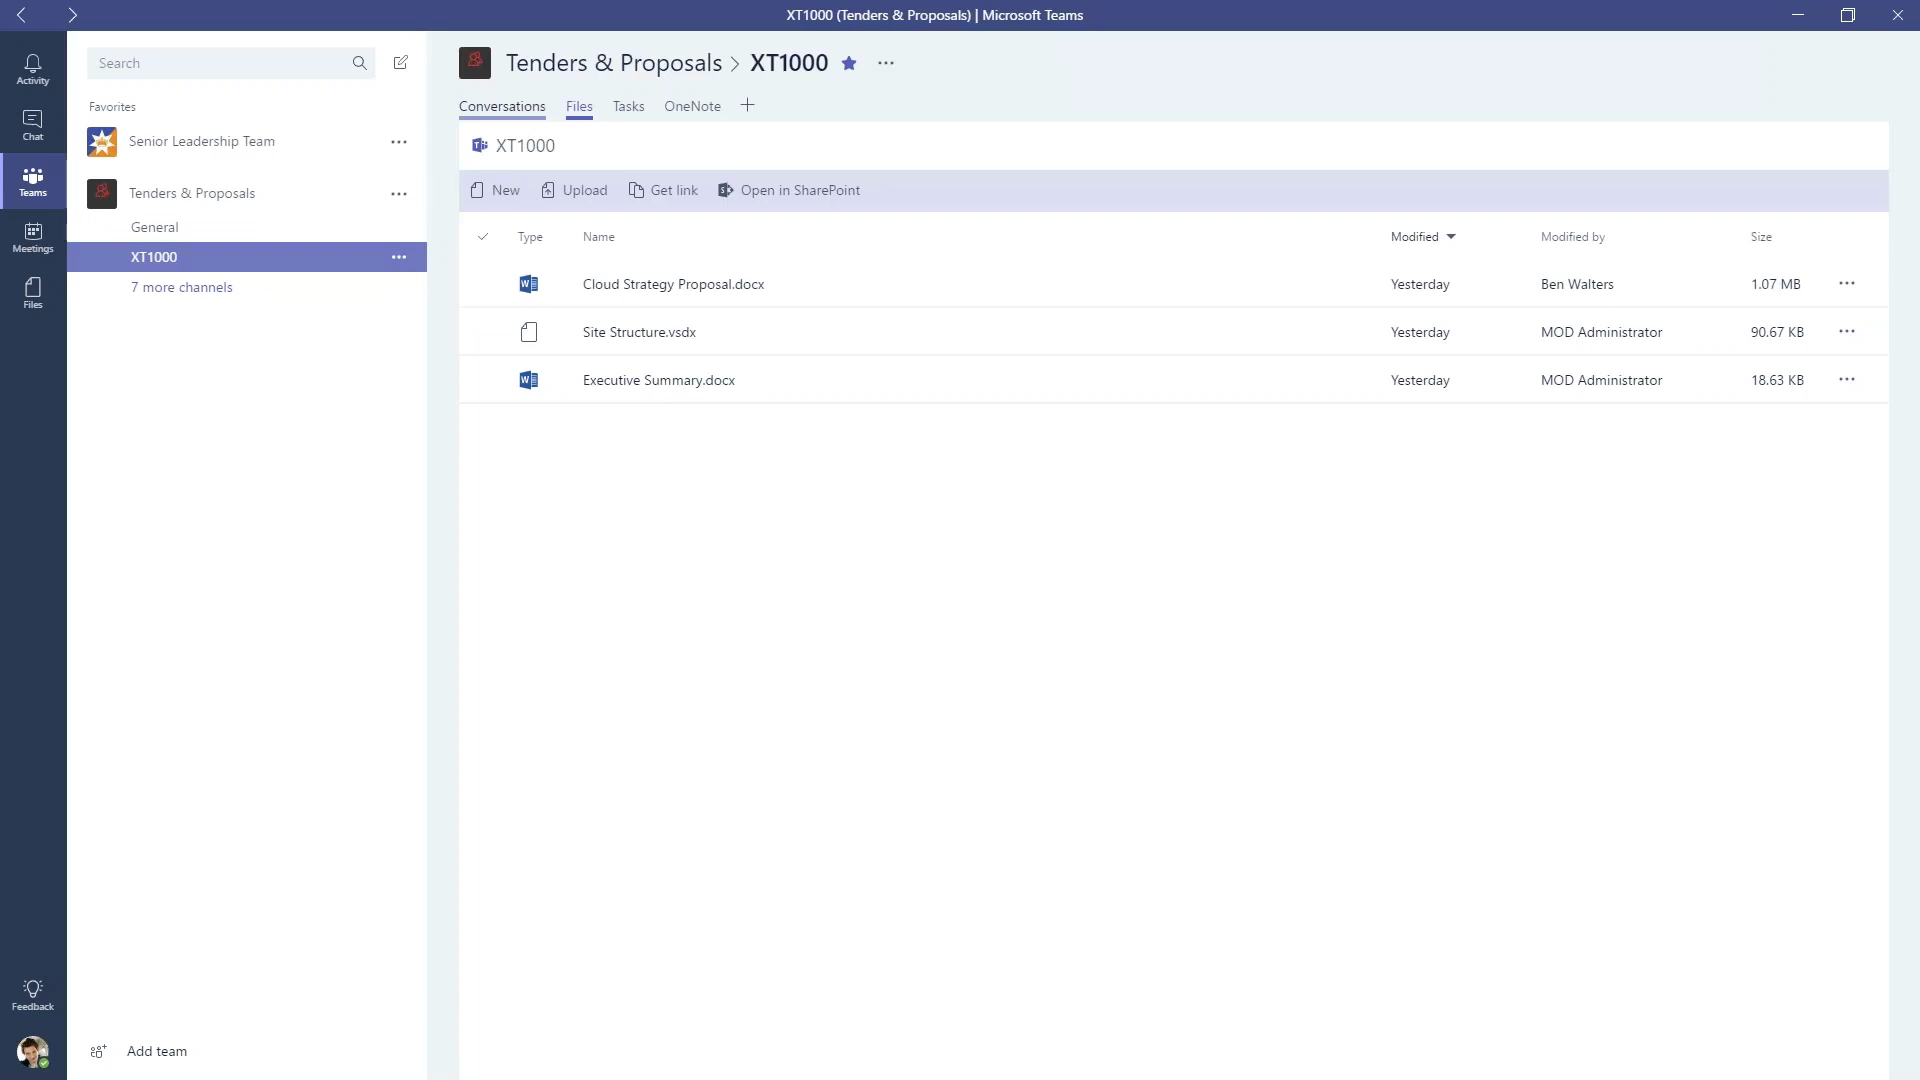 XT1000 (Tenders & Proposals) | Microsoft Teams
Activity
Chat
Teams
Meetings
Files
Feedback
Search
Favorites
Senior Leadership Team
Tenders & Proposals
General
XT1000
7 more channels
Add team
Tenders & Proposals > XT1000
Conversations Files Tasks OneNote
XT1000
New Upload Get link Open in SharePoint
Type Name Modified Modified by Size
Cloud Strategy Proposal.docx Yesterday Ben Walters 1.07 MB
Site Structure.vsdx Yesterday MOD Administrator 90.67 KB
Executive Summary.docx Yesterday MOD Administrator 18.63 KB